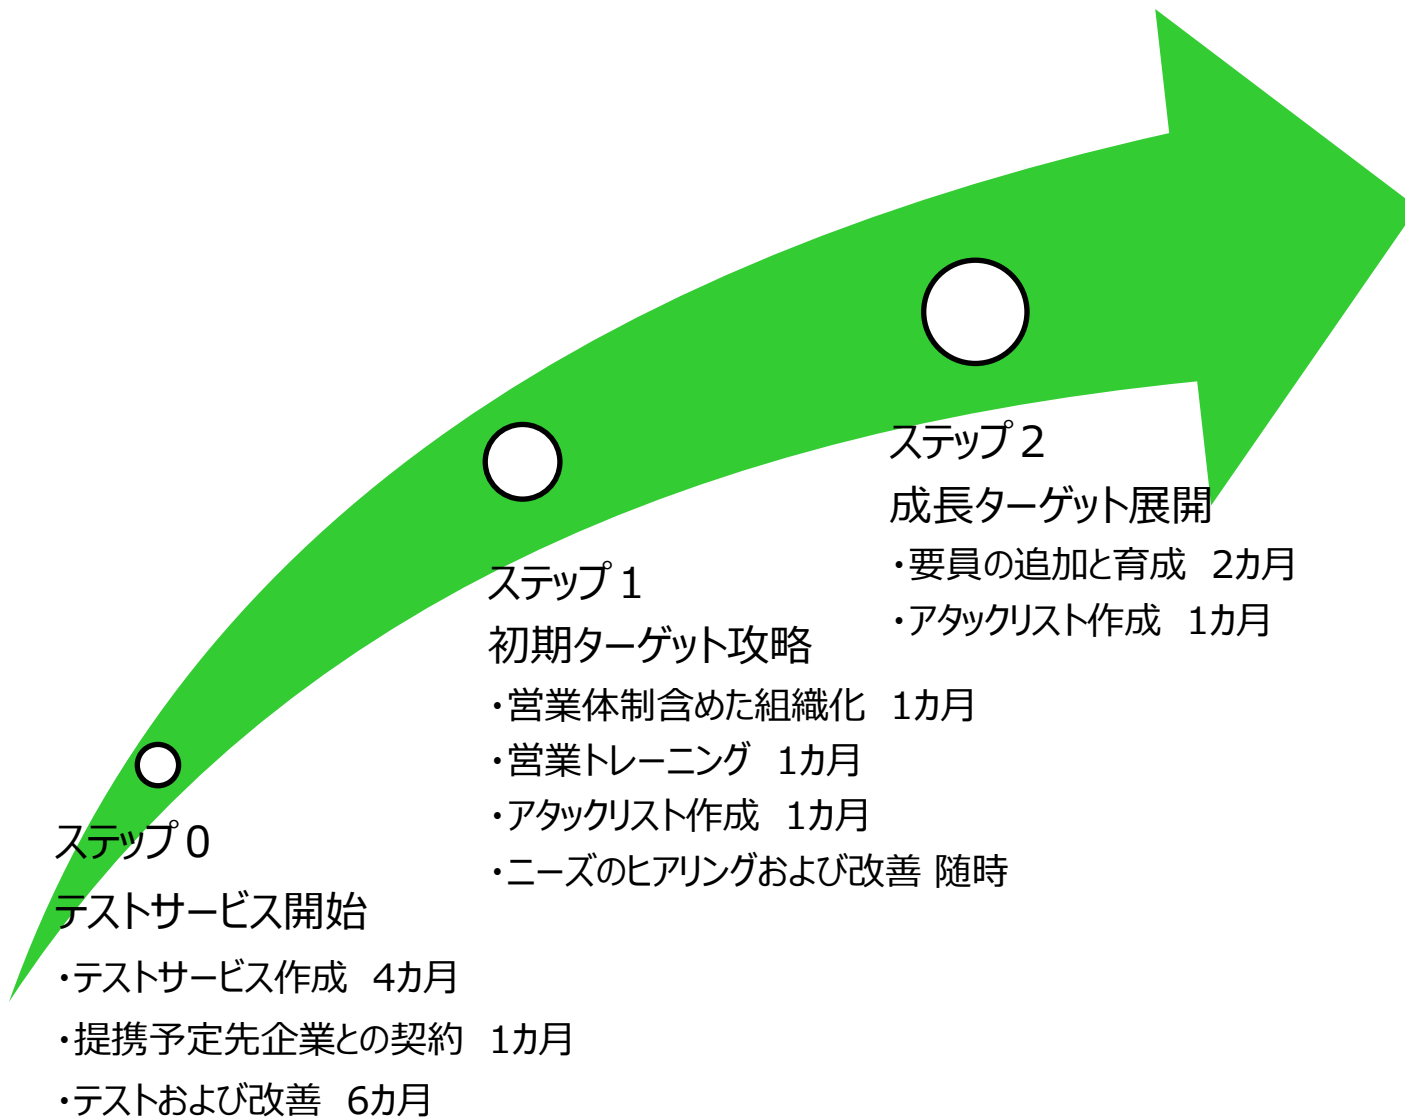 ステップ0
テストサービス開始
・テストサービス作成　4カ月
・提携予定先企業との契約　1カ月
・テストおよび改善　6カ月
ステップ1
初期ターゲット攻略
・営業体制含めた組織化　1カ月
・営業トレーニング　1カ月
・アタックリスト作成　1カ月
・ニーズのヒアリングおよび改善 随時
ステップ2
成長ターゲット展開
・要員の追加と育成　2カ月
・アタックリスト作成　1カ月